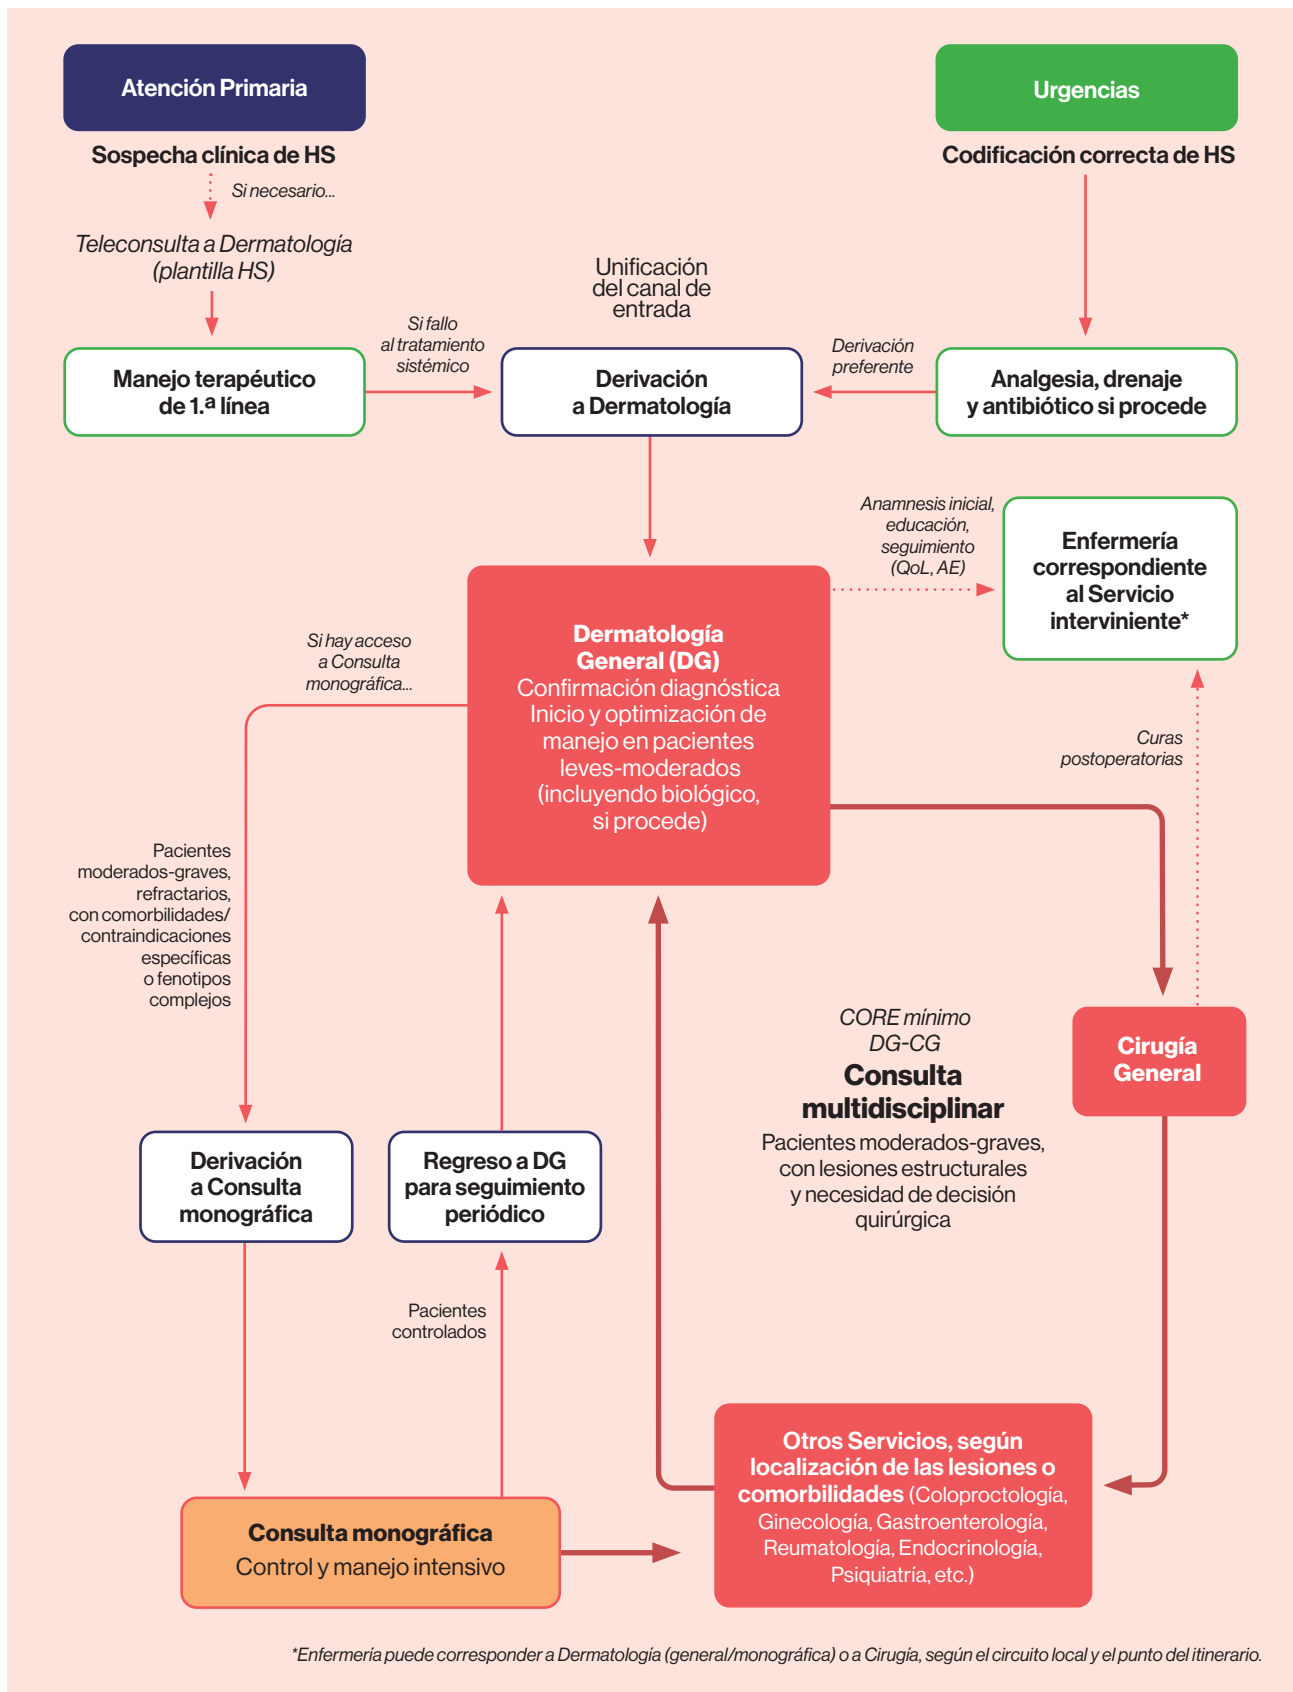 Atención Primaria
Urgencias
Sospecha clínica de HS
Codificación correcta de HS
Si necesario...
Teleconsulta a Dermatología
(plantilla HS)
Unificación
del canal de
entrada
Si fallo
al tratamiento
sistémico
Derivación
preferente
Manejo terapéutico
de 1.ª línea
Derivación
a Dermatología
Analgesia, drenaje
y antibiótico si procede
Anamnesis inicial,
educación,
seguimiento
(QoL, AE)
Enfermería
correspondiente
al Servicio
interviniente*
Dermatología
General (DG)
Confirmación diagnóstica
Inicio y optimización de
manejo en pacientes
leves-moderados
(incluyendo biológico,
si procede)
Si hay acceso
a Consulta
monográfica...
Curas
postoperatorias
Pacientes
moderados-graves,
refractarios,
con comorbilidades/
contraindicaciones
específicas
o fenotipos
complejos
CORE mínimo
DG-CG
Consulta
multidisciplinar
Pacientes moderados-graves,
con lesiones estructurales
y necesidad de decisión
quirúrgica
Cirugía
General
Derivación
a Consulta
monográfica
Regreso a DG
para seguimiento
periódico
Pacientes
controlados
Otros Servicios, según
localización de las lesiones o
comorbilidades (Coloproctología,
Ginecología, Gastroenterología,
Reumatología, Endocrinología,
Psiquiatría, etc.)
Consulta monográfica
Control y manejo intensivo
*Enfermería puede corresponder a Dermatología (general/monográfica) o a Cirugía, según el circuito local y el punto del itinerario.